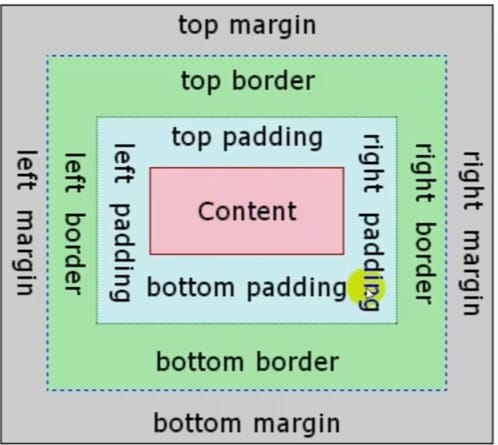 top margin
top border
top padding
left margin
left border
left padding
Content
right padding
right border
right margin
bottom padding
bottom border
bottom margin